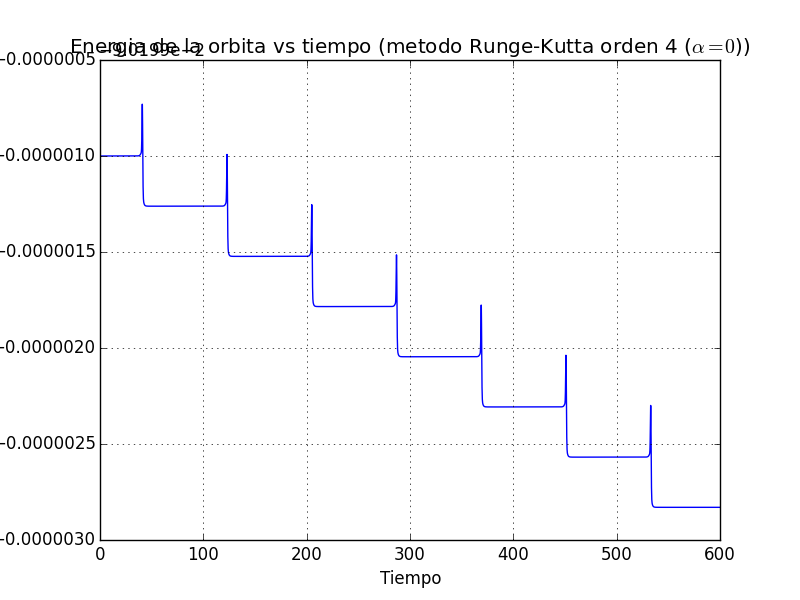 Energia de la orbita vs tiempo (metodo Runge-Kutta orden 4 (α=0))
−9.0199e−2
−0.0000005
−0.0000010
−0.0000015
−0.0000020
−0.0000025
−0.0000030
0 100 200 300 400 500 600
Tiempo